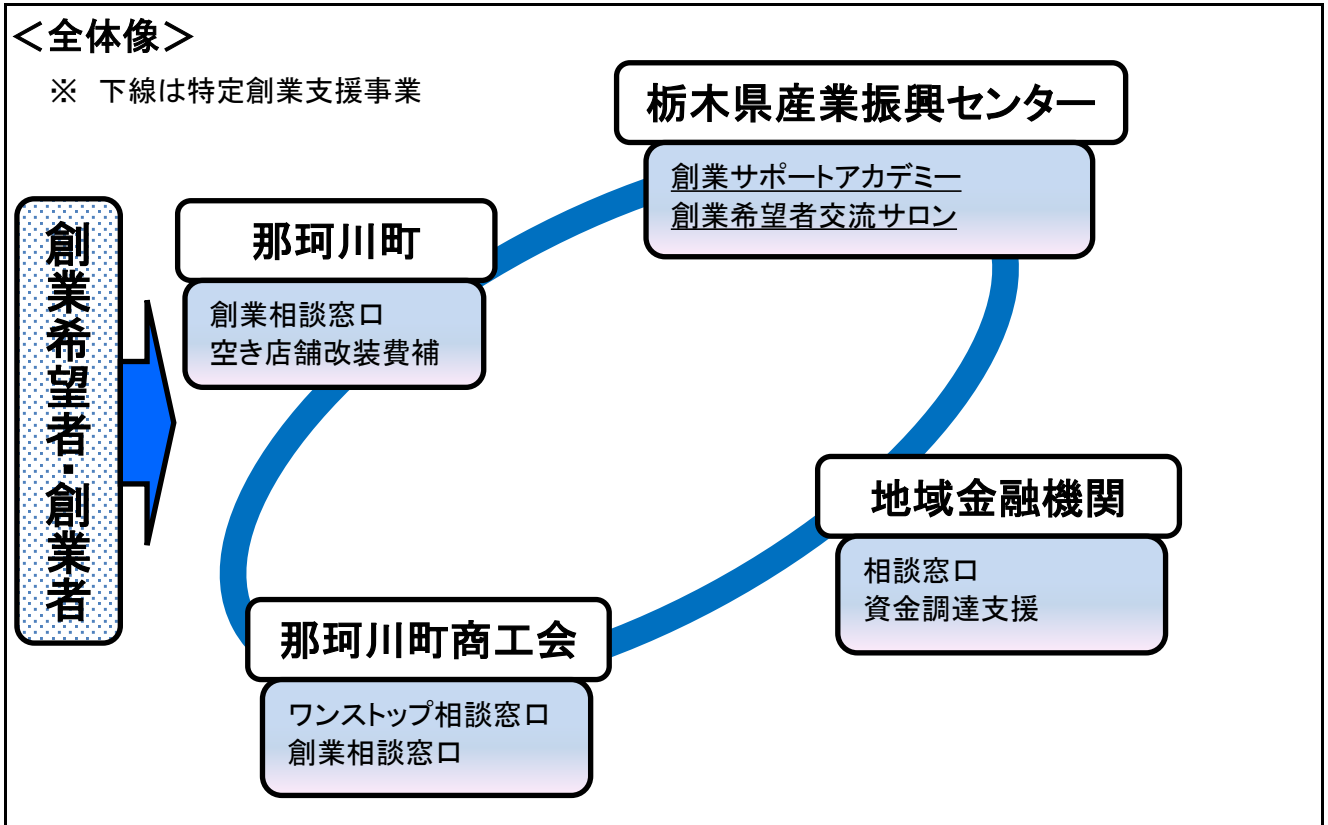 ＜全体像＞
※ 下線は特定創業支援事業
栃木県産業振興センター
創業サポートアカデミー
創業希望者交流サロン
創業希望者・創業者
那珂川町
創業相談窓口
空き店舗改装費補
地域金融機関
相談窓口
資金調達支援
那珂川町商工会
ワンストップ相談窓口
創業相談窓口